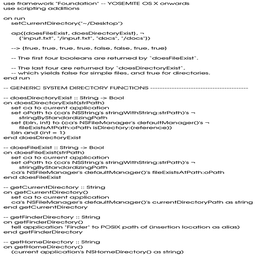 use framework "Foundation" -- YOSEMITE OS X onwards
use scripting additions
on run
setCurrentDirectory("~/Desktop")
ap({doesFileExist, doesDirectoryExist}, ¬
{"input.txt", "/input.txt", "docs", "/docs"})
--> {true, true, true, true, false, false, true, true}
-- The first four booleans are returned by `doesFileExist`.
-- The last four are returned by `doesDirectoryExist`,
-- which yields false for simple files, and true for directories.
end run
-- GENERIC SYSTEM DIRECTORY FUNCTIONS
-- doesDirectoryExist :: String -> Bool
on doesDirectoryExist(strPath)
set ca to current application
set oPath to (ca's NSString's stringWithString:strPath)'s ¬
stringByStandardizingPath
set {bln, int} to (ca's NSFileManager's defaultManager()'s ¬
fileExistsAtPath:oPath isDirectory:(reference))
bln and (int = 1)
end doesDirectoryExist
-- doesFileExist :: String -> Bool
on doesFileExist(strPath)
set ca to current application
set oPath to (ca's NSString's stringWithString:strPath)'s ¬
stringByStandardizingPath
ca's NSFileManager's defaultManager()'s fileExistsAtPath:oPath
end doesFileExist
-- getCurrentDirectory :: String
on getCurrentDirectory()
set ca to current application
ca's NSFileManager's defaultManager()'s currentDirectoryPath as string
end getCurrentDirectory
-- getFinderDirectory :: String
on getFinderDirectory()
tell application "Finder" to POSIX path of (insertion location as alias)
end getFinderDirectory
-- getHomeDirectory :: String
on getHomeDirectory()
(current application's NSHomeDirectory() as string)